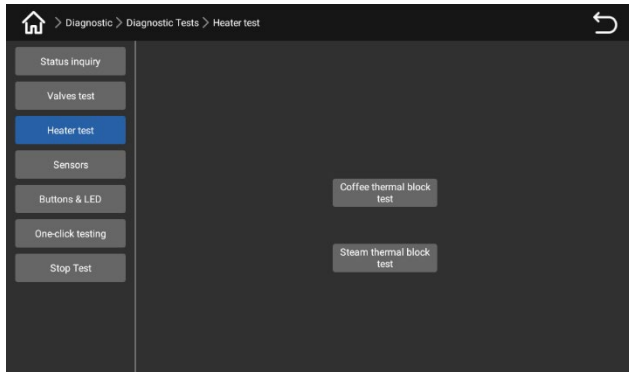 > Diagnostic > Diagnostic Tests > Heater test
Status inquiry
Valves test
Heater test
Sensors
Buttons & LED
One-click testing
Stop Test
Coffee thermal block
test
Steam thermal block
test